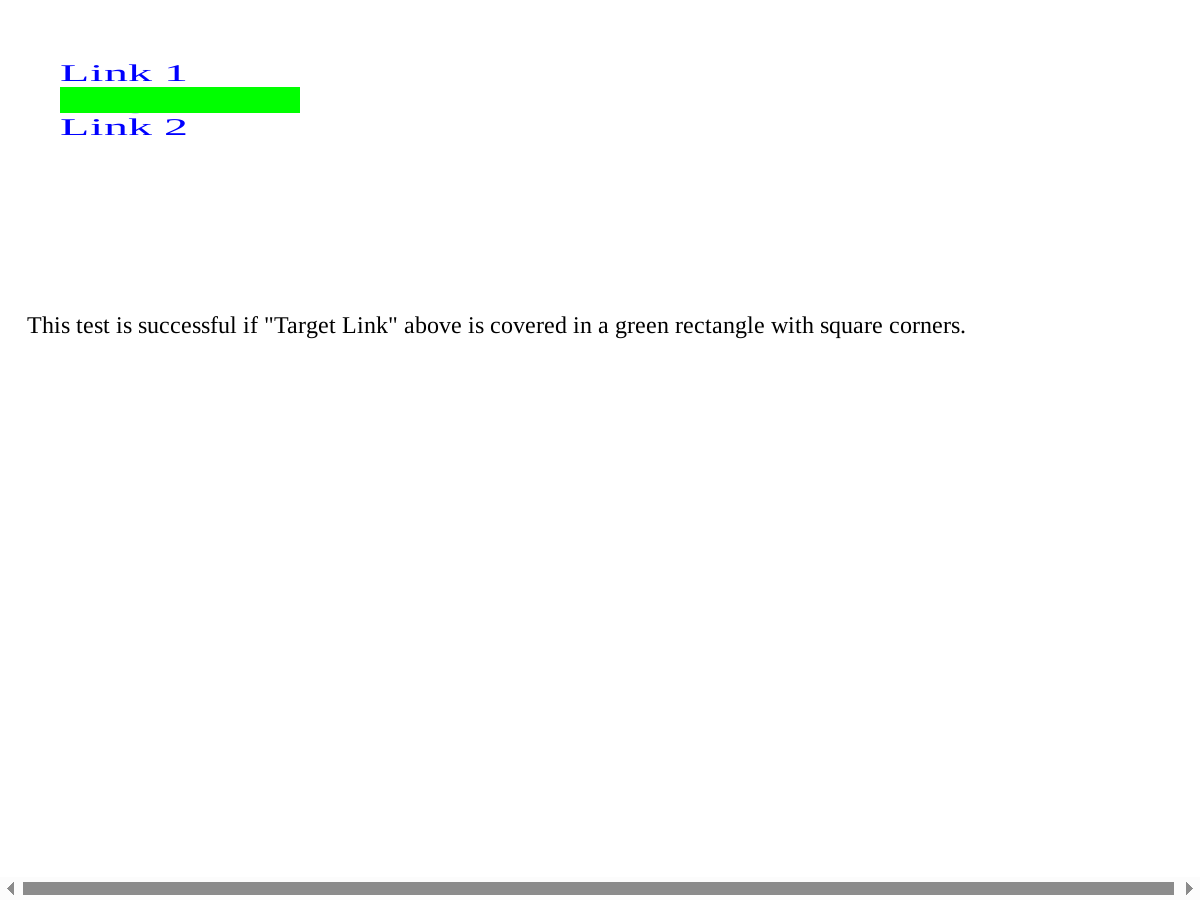 Link 1
Link 2
This test is successful if "Target Link" above is covered in a green rectangle with square corners.